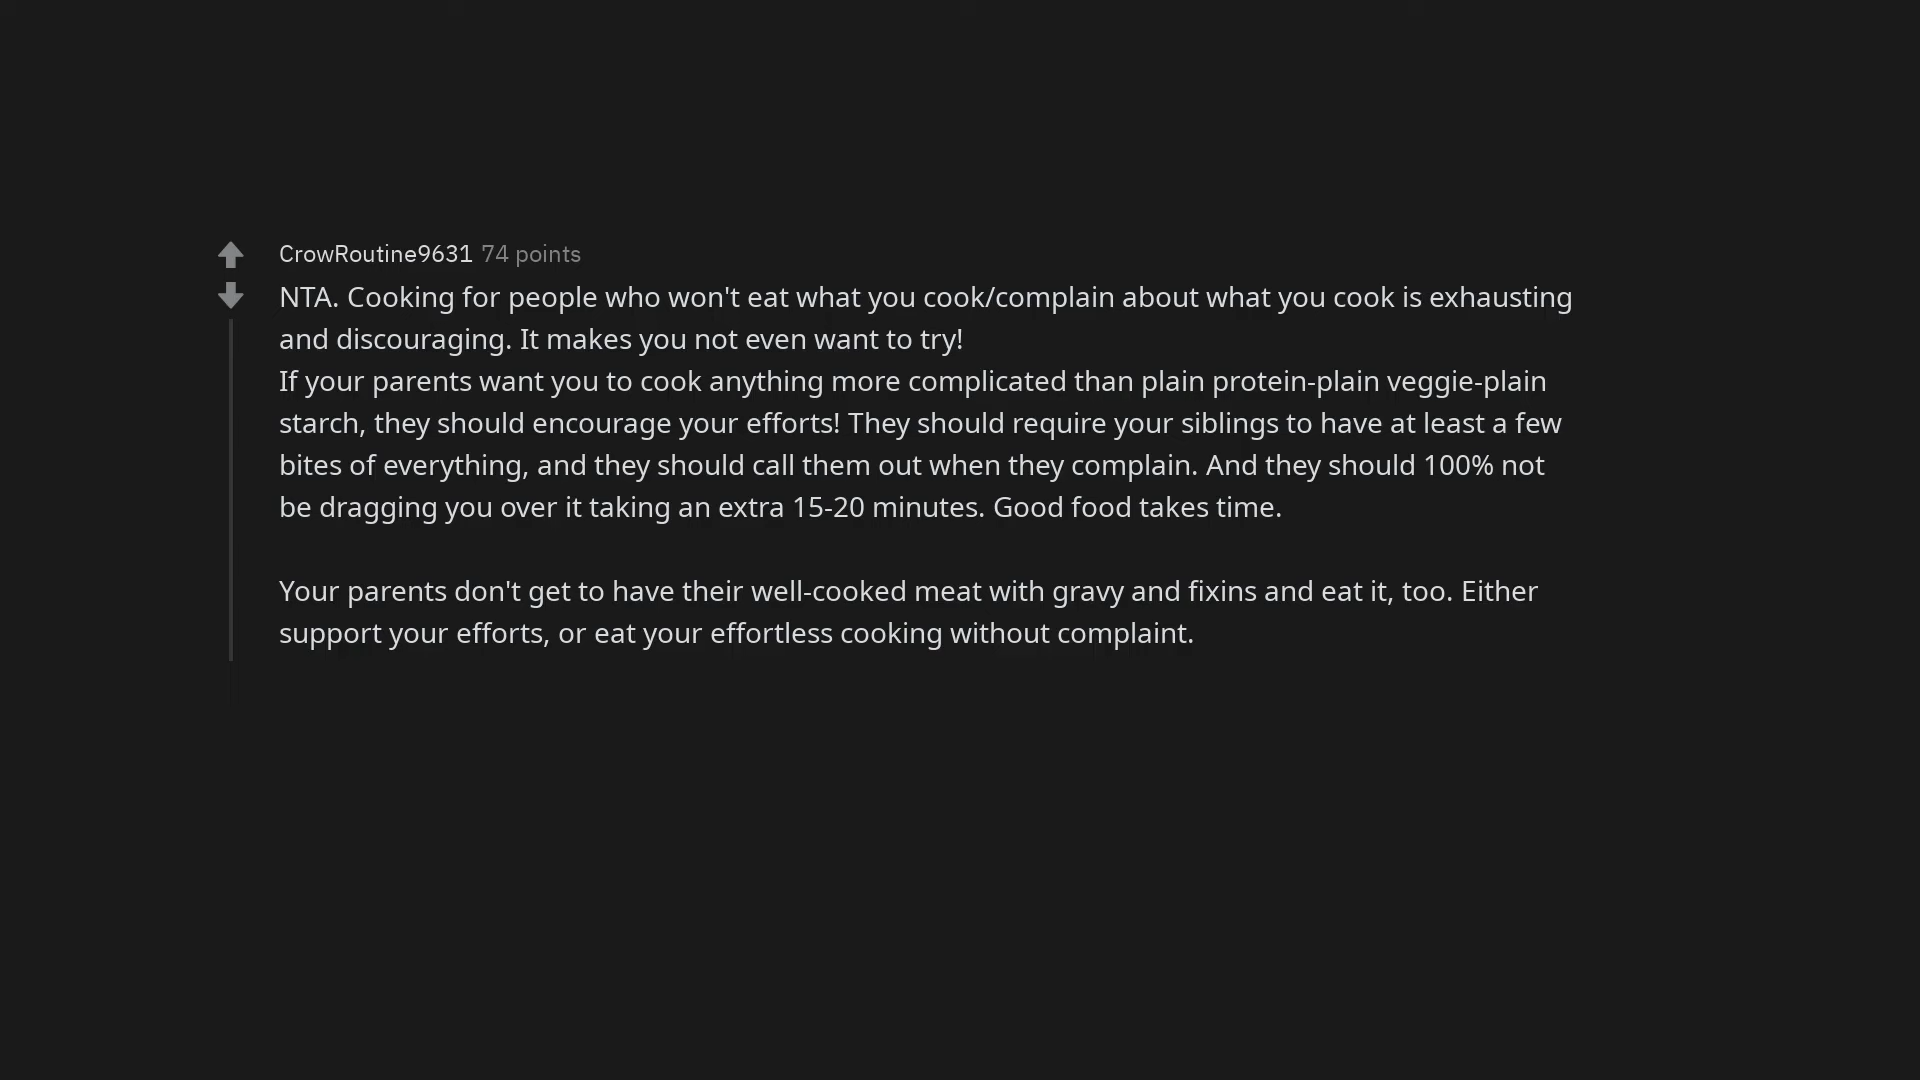 CrowRoutine9631 74 points
NTA. Cooking for people who won't eat what you cook/complain about what you cook is exhausting
and discouraging. It makes you not even want to try!
If your parents want you to cook anything more complicated than plain protein-plain veggie-plain
starch, they should encourage your efforts! They should require your siblings to have at least a few
bites of everything, and they should call them out when they complain. And they should 100% not
be dragging you over it taking an extra 15-20 minutes. Good food takes time.
Your parents don't get to have their well-cooked meat with gravy and fixins and eat it, too. Either
support your efforts, or eat your effortless cooking without complaint.